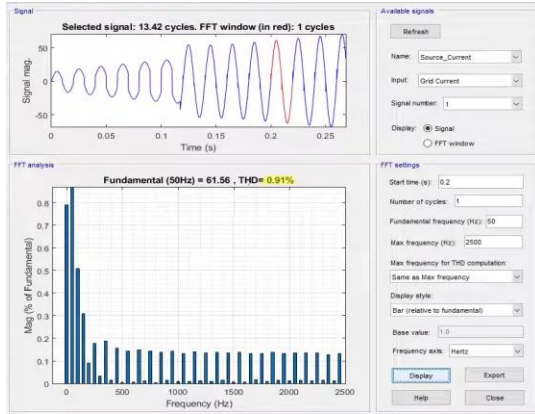 Signal
Selected signal: 13.42 cycles. FFT window (in red): 1 cycles
Signal mag.
50
0
-50
0
0.05
0.1
0.15
0.2
0.25
Time (s)
FFT analysis
Fundamental (50Hz) = 61.56 , THD= 0.91%
Mag (% of Fundamental)
0.8
0.7
0.6
0.5
0.4
0.3
0.2
0.1
0
0
500
1000
1500
2000
2500
Frequency (Hz)
Available signals
Refresh
Name: Source_Current
Input: Grid Current
Signal number: 1
Display: Signal
FFT window
FFT settings
Start time (s): 0.2
Number of cycles: 1
Fundamental frequency (Hz): 50
Max frequency (Hz): 2500
Max frequency for THD computation:
Same as Max frequency
Display style:
Bar (relative to fundamental)
Base value: 1.0
Frequency axis: Hertz
Display
Export
Help
Close